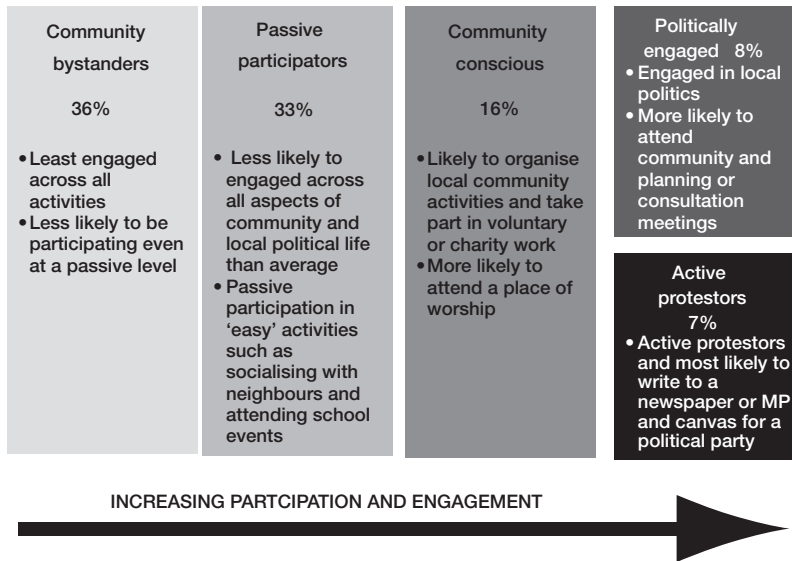 Community
bystanders
36%
•Least engaged
across all
activities
•Less likely to be
participating even
at a passive level
Passive
participators
33%
• Less likely to
engaged across
all aspects of
community and
local political life
than average
•Passive
participation in
‘easy’ activities
such as
socialising with
neighbours and
attending school
events
Community
conscious
16%
•Likely to organise
local community
activities and take
part in voluntary
or charity work
•More likely to
attend a place of
worship
Politically
engaged 8%
•Engaged in local
politics
•More likely to
attend
community and
planning or
consultation
meetings
Active
protestors
7%
•Active protestors
and most likely to
write to a
newspaper or MP
and canvas for a
political party
INCREASING PARTCIPATION AND ENGAGEMENT